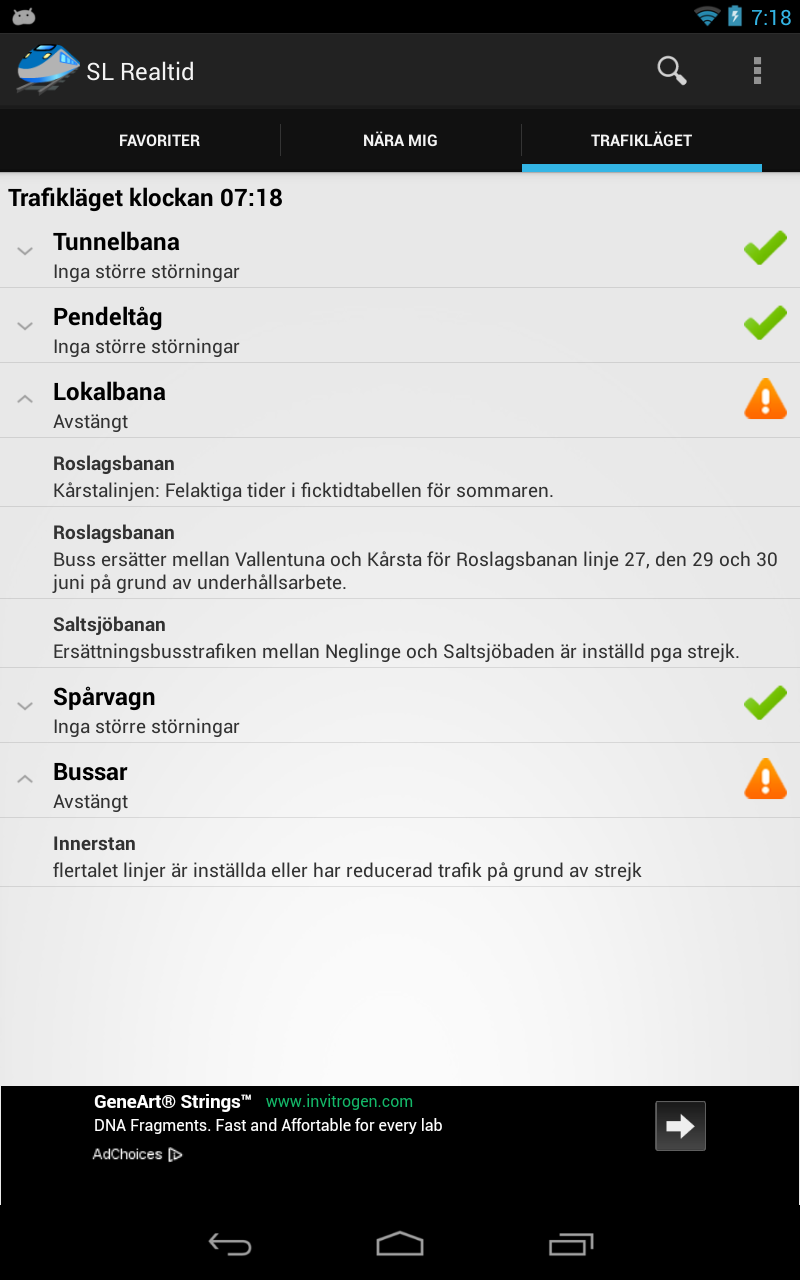 7:18
SL Realtid
FAVORITER
NÄRA MIG
TRAFIKLÄGET
Trafikläget klockan 07:18
Tunnelbana
Inga större störningar
Pendeltåg
Inga större störningar
Lokalbana
Avstängt
Roslagsbanan
Kårstalinjen: Felaktiga tider i ficktidtabellen för sommaren.
Roslagsbanan
Buss ersätter mellan Vallentuna och Kårsta för Roslagsbanan linje 27, den 29 och 30
juni på grund av underhållsarbete.
Saltsjöbanan
Ersättningsbusstrafiken mellan Neglinge och Saltsjöbaden är inställd pga strejk.
Spårvagn
Inga större störningar
Bussar
Avstängt
Innerstan
flertalet linjer är inställda eller har reducerad trafik på grund av strejk
GeneArt® Strings™ www.invitrogen.com
DNA Fragments. Fast and Affortable for every lab
AdChoices